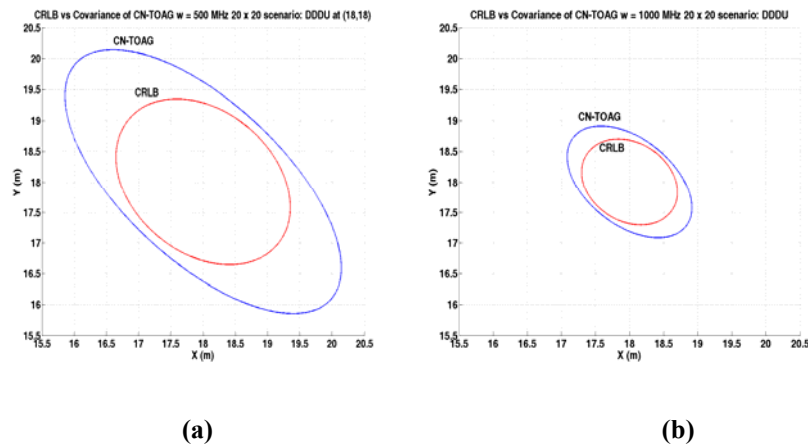 CRLB vs Covariance of CN-TOAG w = 500 MHz 20 x 20 scenario: DDDU at (18,18)
20.5
20
19.5
19
18.5
18
17.5
17
16.5
16
15.5
Y (m)
CN-TOAG
CRLB
15.5 16 16.5 17 17.5 18 18.5 19 19.5 20 20.5
X (m)
(a)
CRLB vs Covariance of CN-TOAG w = 1000 MHz 20 x 20 scenario: DDDU
20.5
20
19.5
19
18.5
18
17.5
17
16.5
16
15.5
Y (m)
CN-TOAG
CRLB
15.5 16 16.5 17 17.5 18 18.5 19 19.5 20 20.5
X (m)
(b)